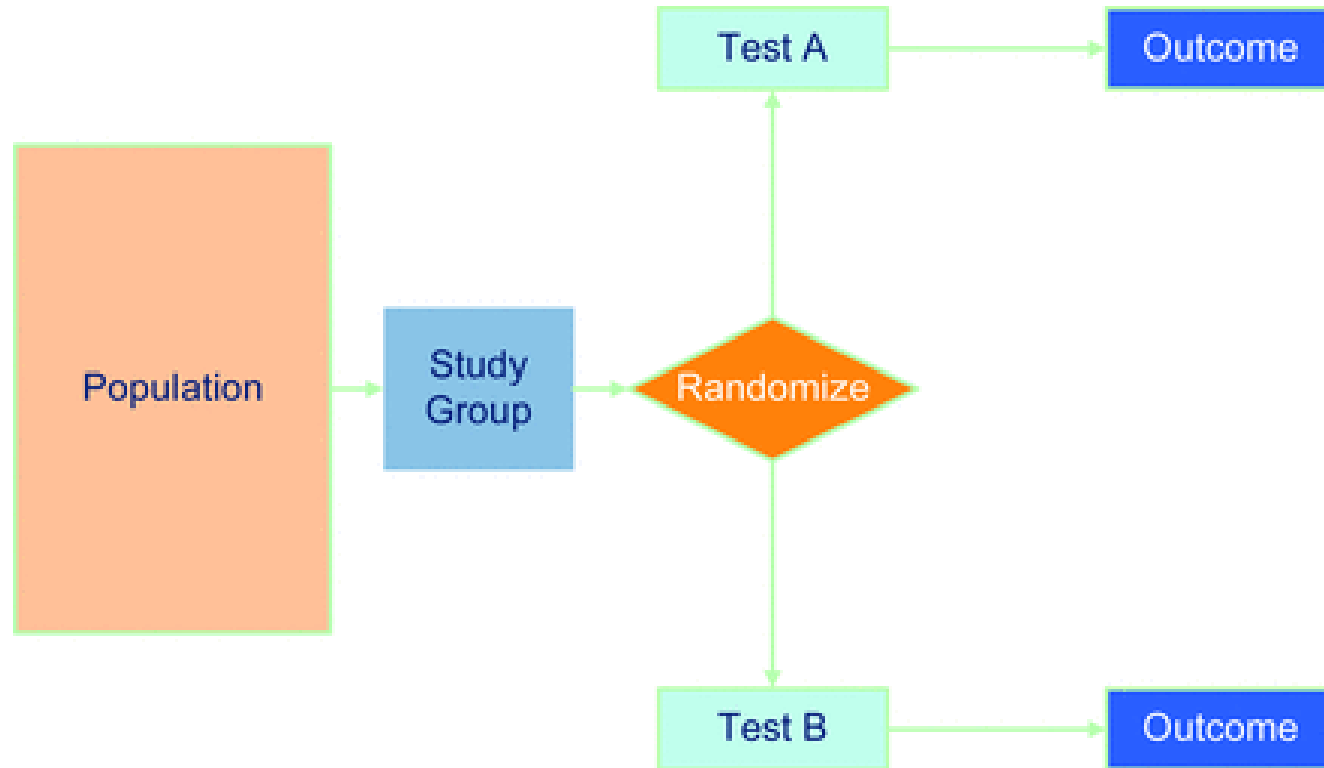 Test A
Outcome
Population
Study
Group
Randomize
Test B
Outcome